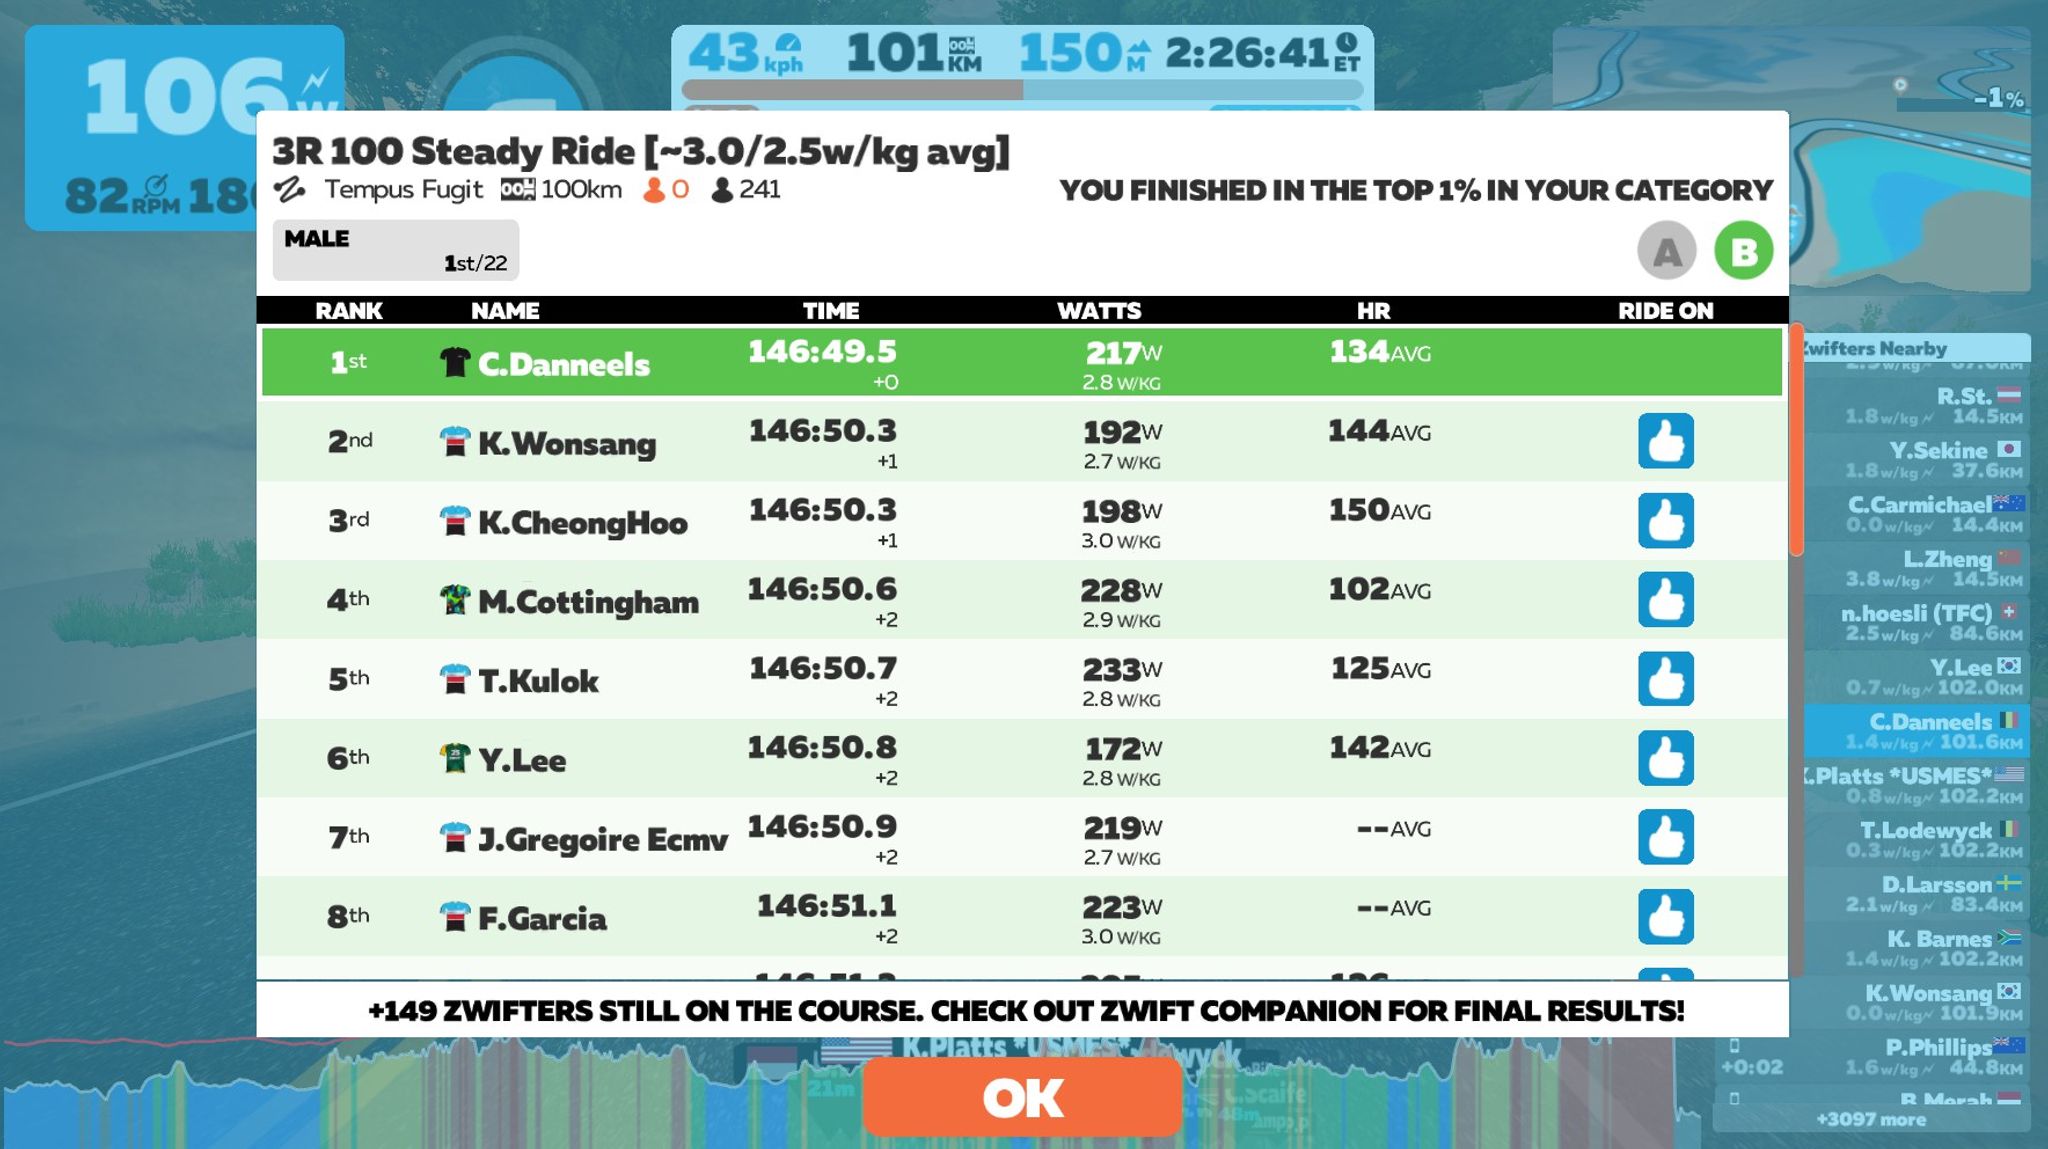 106w
82RPM 18
43kph 101KM 150M 2:26:41ET
-1%
3R 100 Steady Ride [~3.0/2.5w/kg avg]
Tempus Fugit 100km 0 241
YOU FINISHED IN THE TOP 1% IN YOUR CATEGORY
MALE
1st/22
A B
RANK NAME TIME WATTS HR RIDE ON
1st C.Danneels 146:49.5 217W 134AVG
+0 2.8 W/KG
2nd K.Wonsang 146:50.3 192W 144AVG
+1 2.7 W/KG
3rd K.CheongHoo 146:50.3 198W 150AVG
+1 3.0 W/KG
4th M.Cottingham 146:50.6 228W 102AVG
+2 2.9 W/KG
5th T.Kulok 146:50.7 233W 125AVG
+2 2.8 W/KG
6th Y.Lee 146:50.8 172W 142AVG
+2 2.8 W/KG
7th J.Gregoire Ecmv 146:50.9 219W --AVG
+2 2.7 W/KG
8th F.Garcia 146:51.1 223W --AVG
+2 3.0 W/KG
+149 ZWIFTERS STILL ON THE COURSE. CHECK OUT ZWIFT COMPANION FOR FINAL RESULTS!
OK
Zwifters Nearby
R.St.
1.8w/kg 14.5KM
Y.Sekine
1.8w/kg 37.6KM
C.Carmichael
0.0w/kg 14.4KM
L.Zheng
3.8w/kg 14.5KM
n.hoesli (TFC)
2.5w/kg 84.6KM
Y.Lee
0.7w/kg 102.0KM
C.Danneels
1.4w/kg 101.6KM
K.Platts *USMES*
0.8w/kg 102.2KM
T.Lodewyck
0.3w/kg 102.2KM
D.Larsson
2.1w/kg 83.4KM
K. Barnes
1.4w/kg 102.2KM
K.Wonsang
0.0w/kg 101.9KM
P.Phillips
+0:02 1.6w/kg 44.8KM
+3097 more
K.Platts *USMES*
21m
C.Scaife
48m